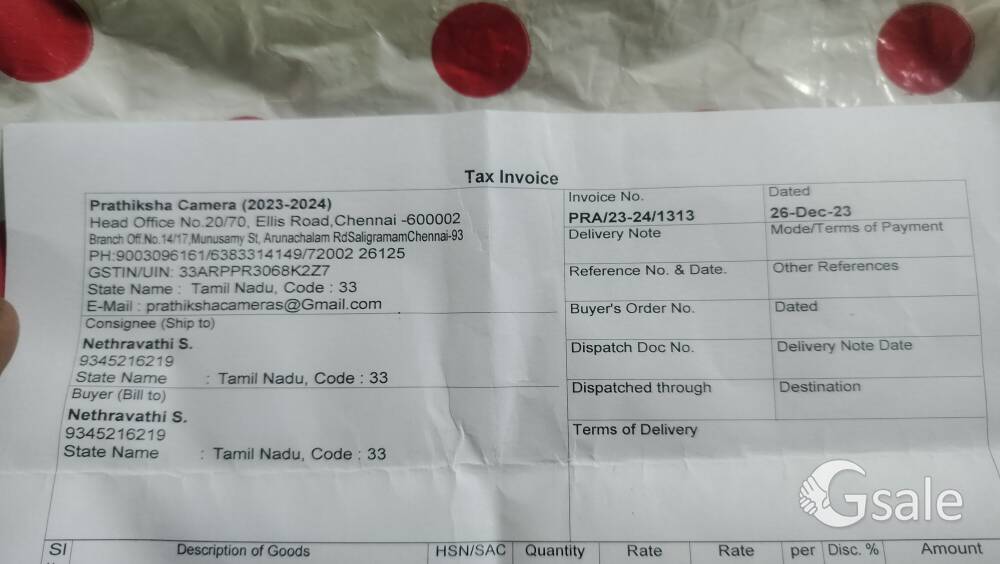 Tax Invoice
Prathiksha Camera (2023-2024)
Head Office No.20/70, Ellis Road,Chennai -600002
Branch Off.No.14/17,Munusamy St, Arunachalam RdSaligramamChennai-93
PH:9003096161/6383314149/72002 26125
GSTIN/UIN: 33ARPPR3068K2Z7
State Name : Tamil Nadu, Code : 33
E-Mail : prathikshacameras@Gmail.com
Consignee (Ship to)
Nethravathi S.
9345216219
State Name : Tamil Nadu, Code : 33
Buyer (Bill to)
Nethravathi S.
9345216219
State Name : Tamil Nadu, Code : 33
Invoice No. Dated
PRA/23-24/1313 26-Dec-23
Delivery Note Mode/Terms of Payment
Reference No. & Date. Other References
Buyer's Order No. Dated
Dispatch Doc No. Delivery Note Date
Dispatched through Destination
Terms of Delivery
Gsale
SI Description of Goods HSN/SAC Quantity Rate Rate per Disc. % Amount